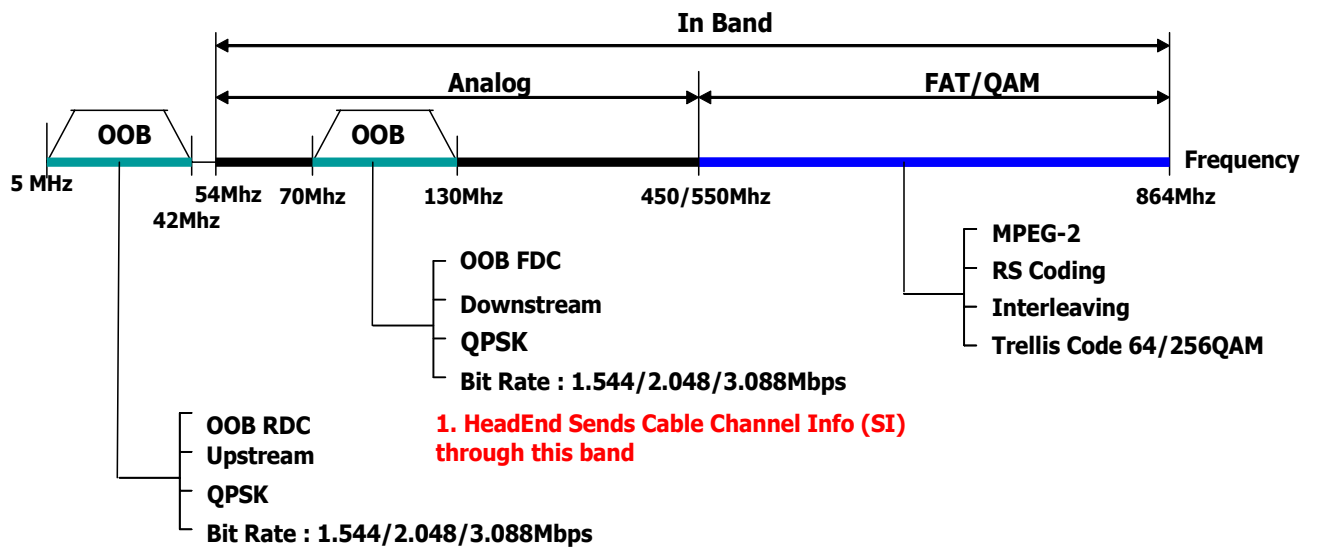 In Band
Analog
FAT/QAM
OOB
OOB
Frequency
5 MHz
42Mhz
54Mhz
70Mhz
130Mhz
450/550Mhz
864Mhz
MPEG-2
RS Coding
Interleaving
Trellis Code 64/256QAM
OOB FDC
Downstream
QPSK
Bit Rate : 1.544/2.048/3.088Mbps
1. HeadEnd Sends Cable Channel Info (SI)
through this band
OOB RDC
Upstream
QPSK
Bit Rate : 1.544/2.048/3.088Mbps